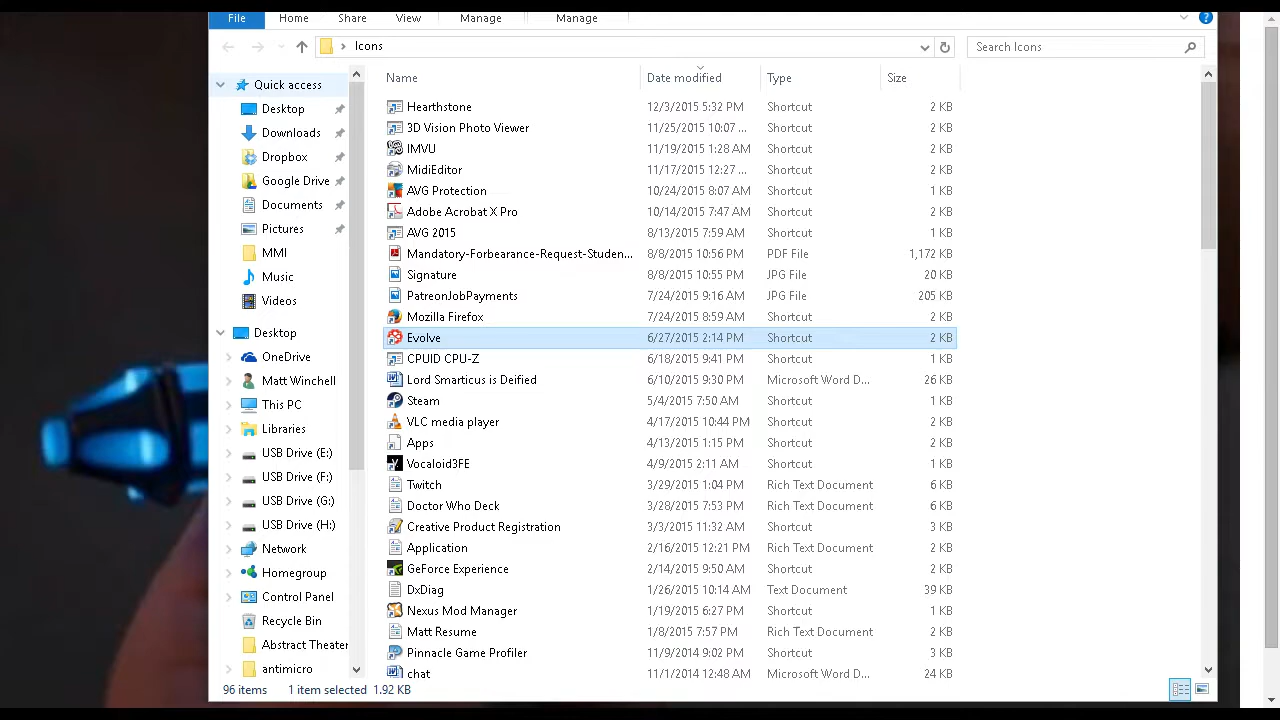 File Home Share View Manage Manage
Icons Search Icons
Name Date modified Type Size
Quick access
Desktop
Downloads
Dropbox
Google Drive
Documents
Pictures
MMI
Music
Videos
Desktop
OneDrive
Matt Winchell
This PC
Libraries
USB Drive (E:)
USB Drive (F:)
USB Drive (G:)
USB Drive (H:)
Network
Homegroup
Control Panel
Recycle Bin
Abstract Theater
antimicro
Hearthstone 12/3/2015 5:32 PM Shortcut 2 KB
3D Vision Photo Viewer 11/25/2015 10:07 ... Shortcut 2 KB
IMVU 11/19/2015 1:28 AM Shortcut 2 KB
MidiEditor 11/17/2015 12:27 ... Shortcut 2 KB
AVG Protection 10/24/2015 8:07 AM Shortcut 1 KB
Adobe Acrobat X Pro 10/14/2015 7:47 AM Shortcut 2 KB
AVG 2015 8/13/2015 7:59 AM Shortcut 1 KB
Mandatory-Forbearance-Request-Studen... 8/8/2015 10:56 PM PDF File 1,172 KB
Signature 8/8/2015 10:55 PM JPG File 20 KB
PatreonJobPayments 7/24/2015 9:16 AM JPG File 205 KB
Mozilla Firefox 7/24/2015 8:59 AM Shortcut 2 KB
Evolve 6/27/2015 2:14 PM Shortcut 2 KB
CPUID CPU-Z 6/18/2015 9:41 PM Shortcut 1 KB
Lord Smarticus is Deified 6/10/2015 9:30 PM Microsoft Word D... 26 KB
Steam 5/4/2015 7:50 AM Shortcut 1 KB
VLC media player 4/17/2015 10:44 PM Shortcut 2 KB
Apps 4/13/2015 1:15 PM Shortcut 2 KB
Vocaloid3FE 4/9/2015 2:11 AM Shortcut 1 KB
Twitch 3/29/2015 1:04 PM Rich Text Document 6 KB
Doctor Who Deck 3/28/2015 7:53 PM Rich Text Document 6 KB
Creative Product Registration 3/3/2015 11:32 AM Shortcut 3 KB
Application 2/16/2015 12:21 PM Rich Text Document 2 KB
GeForce Experience 2/14/2015 9:50 AM Shortcut 2 KB
DxDiag 1/26/2015 10:14 AM Text Document 39 KB
Nexus Mod Manager 1/19/2015 6:27 PM Shortcut 1 KB
Matt Resume 1/8/2015 7:57 PM Rich Text Document 2 KB
Pinnacle Game Profiler 11/9/2014 9:02 PM Shortcut 3 KB
chat 11/1/2014 12:48 AM Microsoft Word D... 24 KB
96 items 1 item selected 1.92 KB